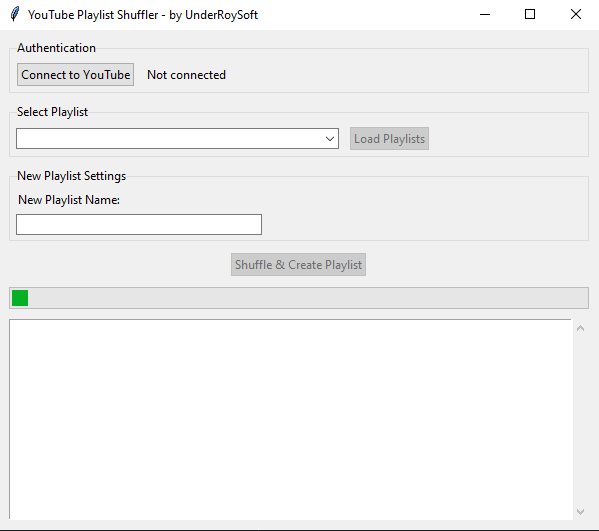 YouTube Playlist Shuffler - by UnderRoySoft
Authentication
Connect to YouTube Not connected
Select Playlist
Load Playlists
New Playlist Settings
New Playlist Name:
Shuffle & Create Playlist